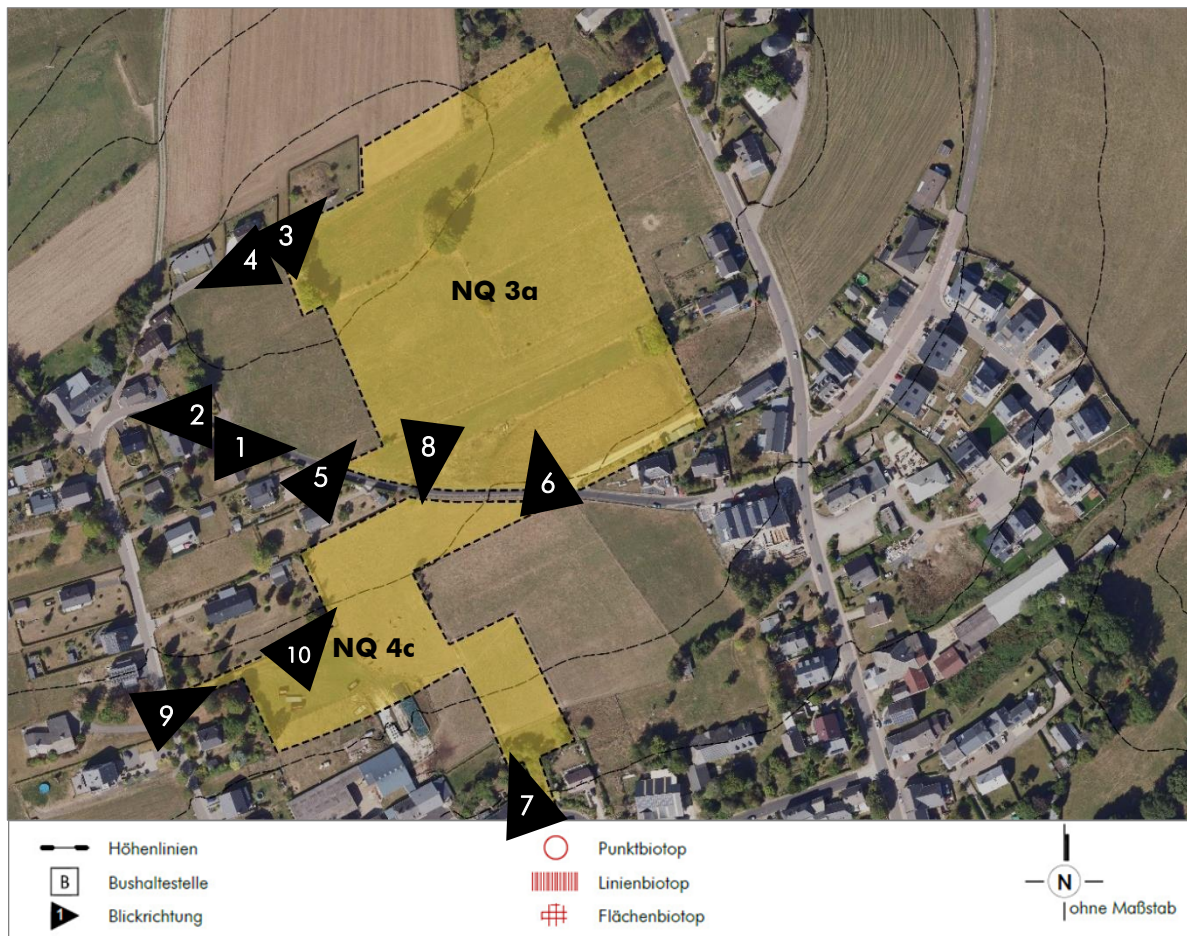 3
4
NQ 3a
2
1
8
5
6
NQ 4c
10
9
7
Höhenlinien
B Bushaltestelle
1 Blickrichtung
Punktbiotop
Linienbiotop
Flächenbiotop
N
ohne Maßstab